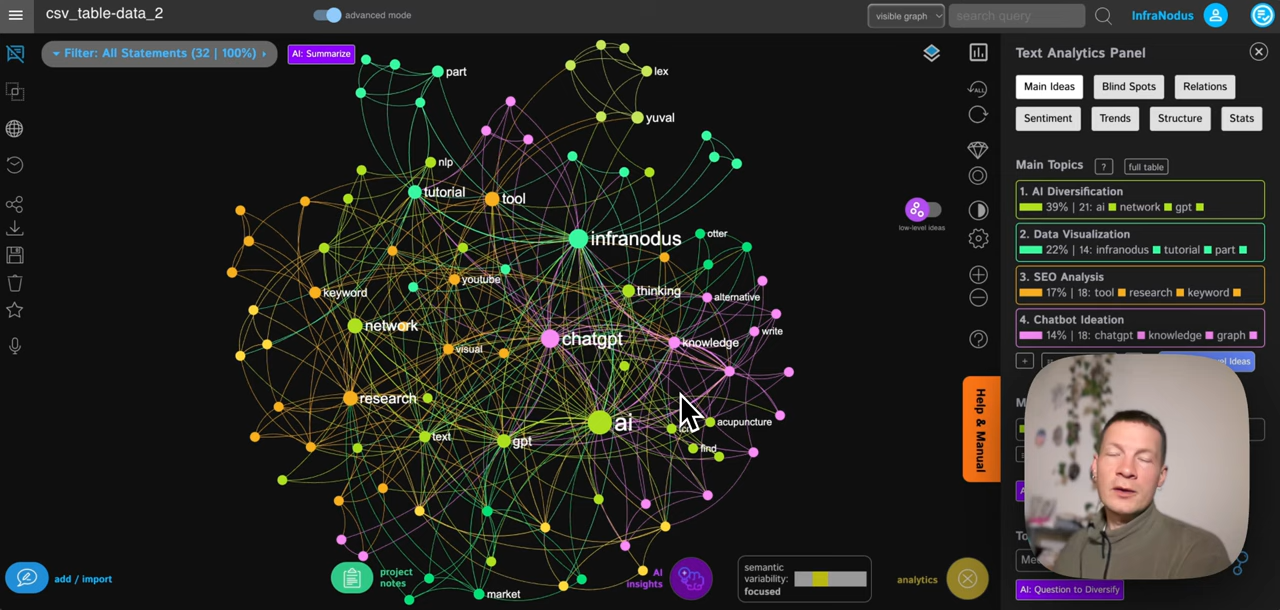 csv_table-data_2
advanced mode
visible graph
search query
InfraNodus
Filter: All Statements (32 | 100%)
AI: Summarize
part
lex
yuval
nlp
tutorial
tool
infranodus
otter
youtube
thinking
keyword
alternative
network
chatgpt
write
knowledge
visual
research
ai
acupuncture
text
gpt
find
market
low-level ideas
Help & Manual
Text Analytics Panel
Main Ideas
Blind Spots
Relations
Sentiment
Trends
Structure
Stats
Main Topics ? full table
1. AI Diversification
39% | 21: ai network gpt
2. Data Visualization
22% | 14: infranodus tutorial part
3. SEO Analysis
17% | 18: tool research keyword
4. Chatbot Ideation
14% | 18: chatgpt knowledge graph
Ideas
AI: Question to Diversify
add / import
project
notes
AI
insights
semantic
variability:
focused
analytics